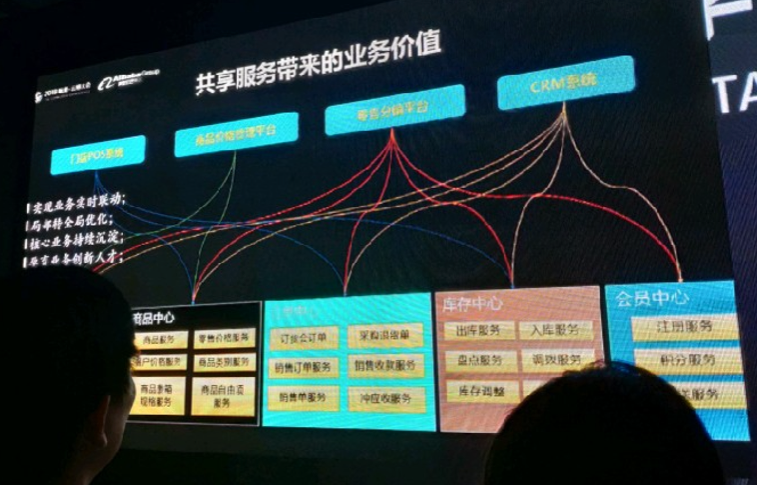 AlibabaGroup
共享服务带来的业务价值
门店POS系统
商品价格管理平台
零售分销平台
CRM系统
实现业务实时联动;
局部转全局优化;
核心业务持续沉淀;
业务创新人才;
商品中心
商品服务
零售价格服务
客户价格服务
商品类别服务
商品
规格服务
商品自由项
服务
中心
订货会订单
采购退货单
销售订单服务
销售收款服务
销售单服务
冲应收服务
库存中心
出库服务
入库服务
盘点服务
调拨服务
库存调整
会员中心
注册服务
积分服务
服务
TA